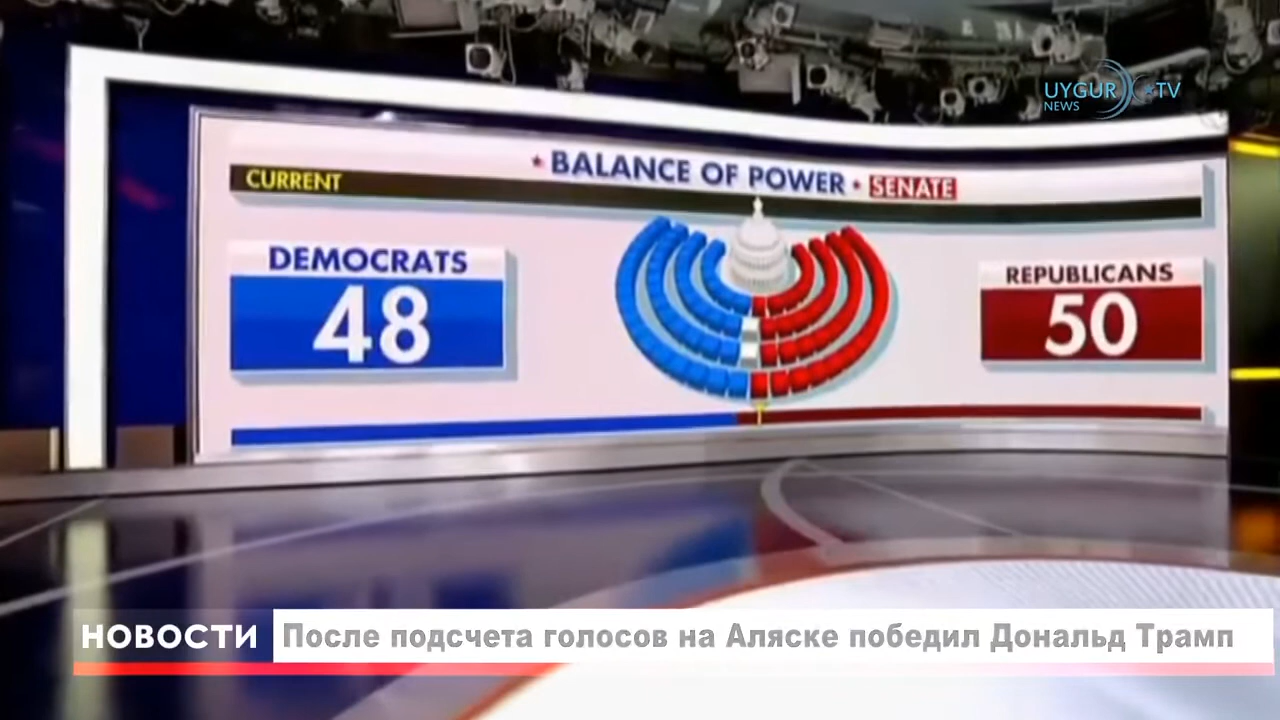 UYGUR TV
NEWS
★ BALANCE OF POWER ★ SENATE
CURRENT
DEMOCRATS
48
REPUBLICANS
50
НОВОСТИ
После подсчета голосов на Аляске победил Дональд Трамп